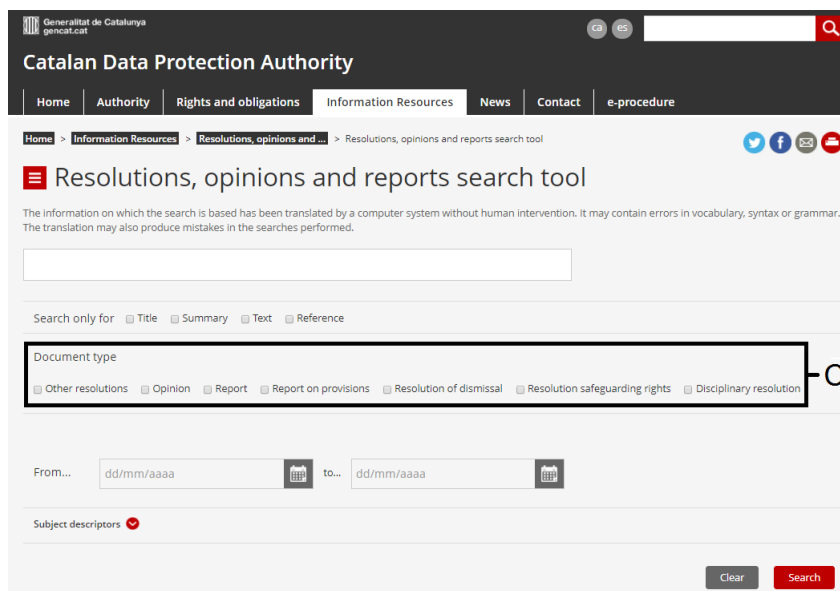 Generalitat de Catalunya
gencat.cat
ca es
Catalan Data Protection Authority
Home Authority Rights and obligations Information Resources News Contact e-procedure
Home > Information Resources > Resolutions, opinions and ... > Resolutions, opinions and reports search tool
Resolutions, opinions and reports search tool
The information on which the search is based has been translated by a computer system without human intervention. It may contain errors in vocabulary, syntax or grammar.
The translation may also produce mistakes in the searches performed.
Search only for Title Summary Text Reference
Document type
Other resolutions Opinion Report Report on provisions Resolution of dismissal Resolution safeguarding rights Disciplinary resolution
From... dd/mm/aaaa to... dd/mm/aaaa
Subject descriptors
Clear Search